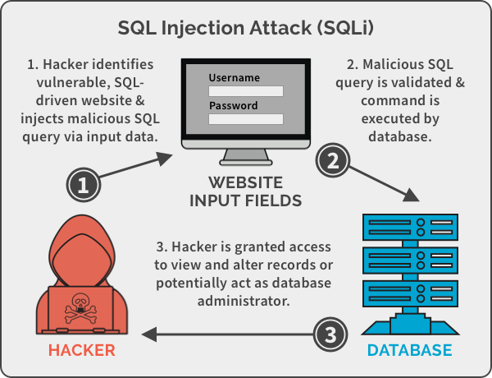 SQL Injection Attack (SQLi)
1. Hacker identifies
vulnerable, SQL-
driven website &
injects malicious SQL
query via input data.
Username
Password
2. Malicious SQL
query is validated &
command is
executed by
database.
1
2
WEBSITE
INPUT FIELDS
3. Hacker is granted access
to view and alter records or
potentially act as database
administrator.
3
HACKER
DATABASE